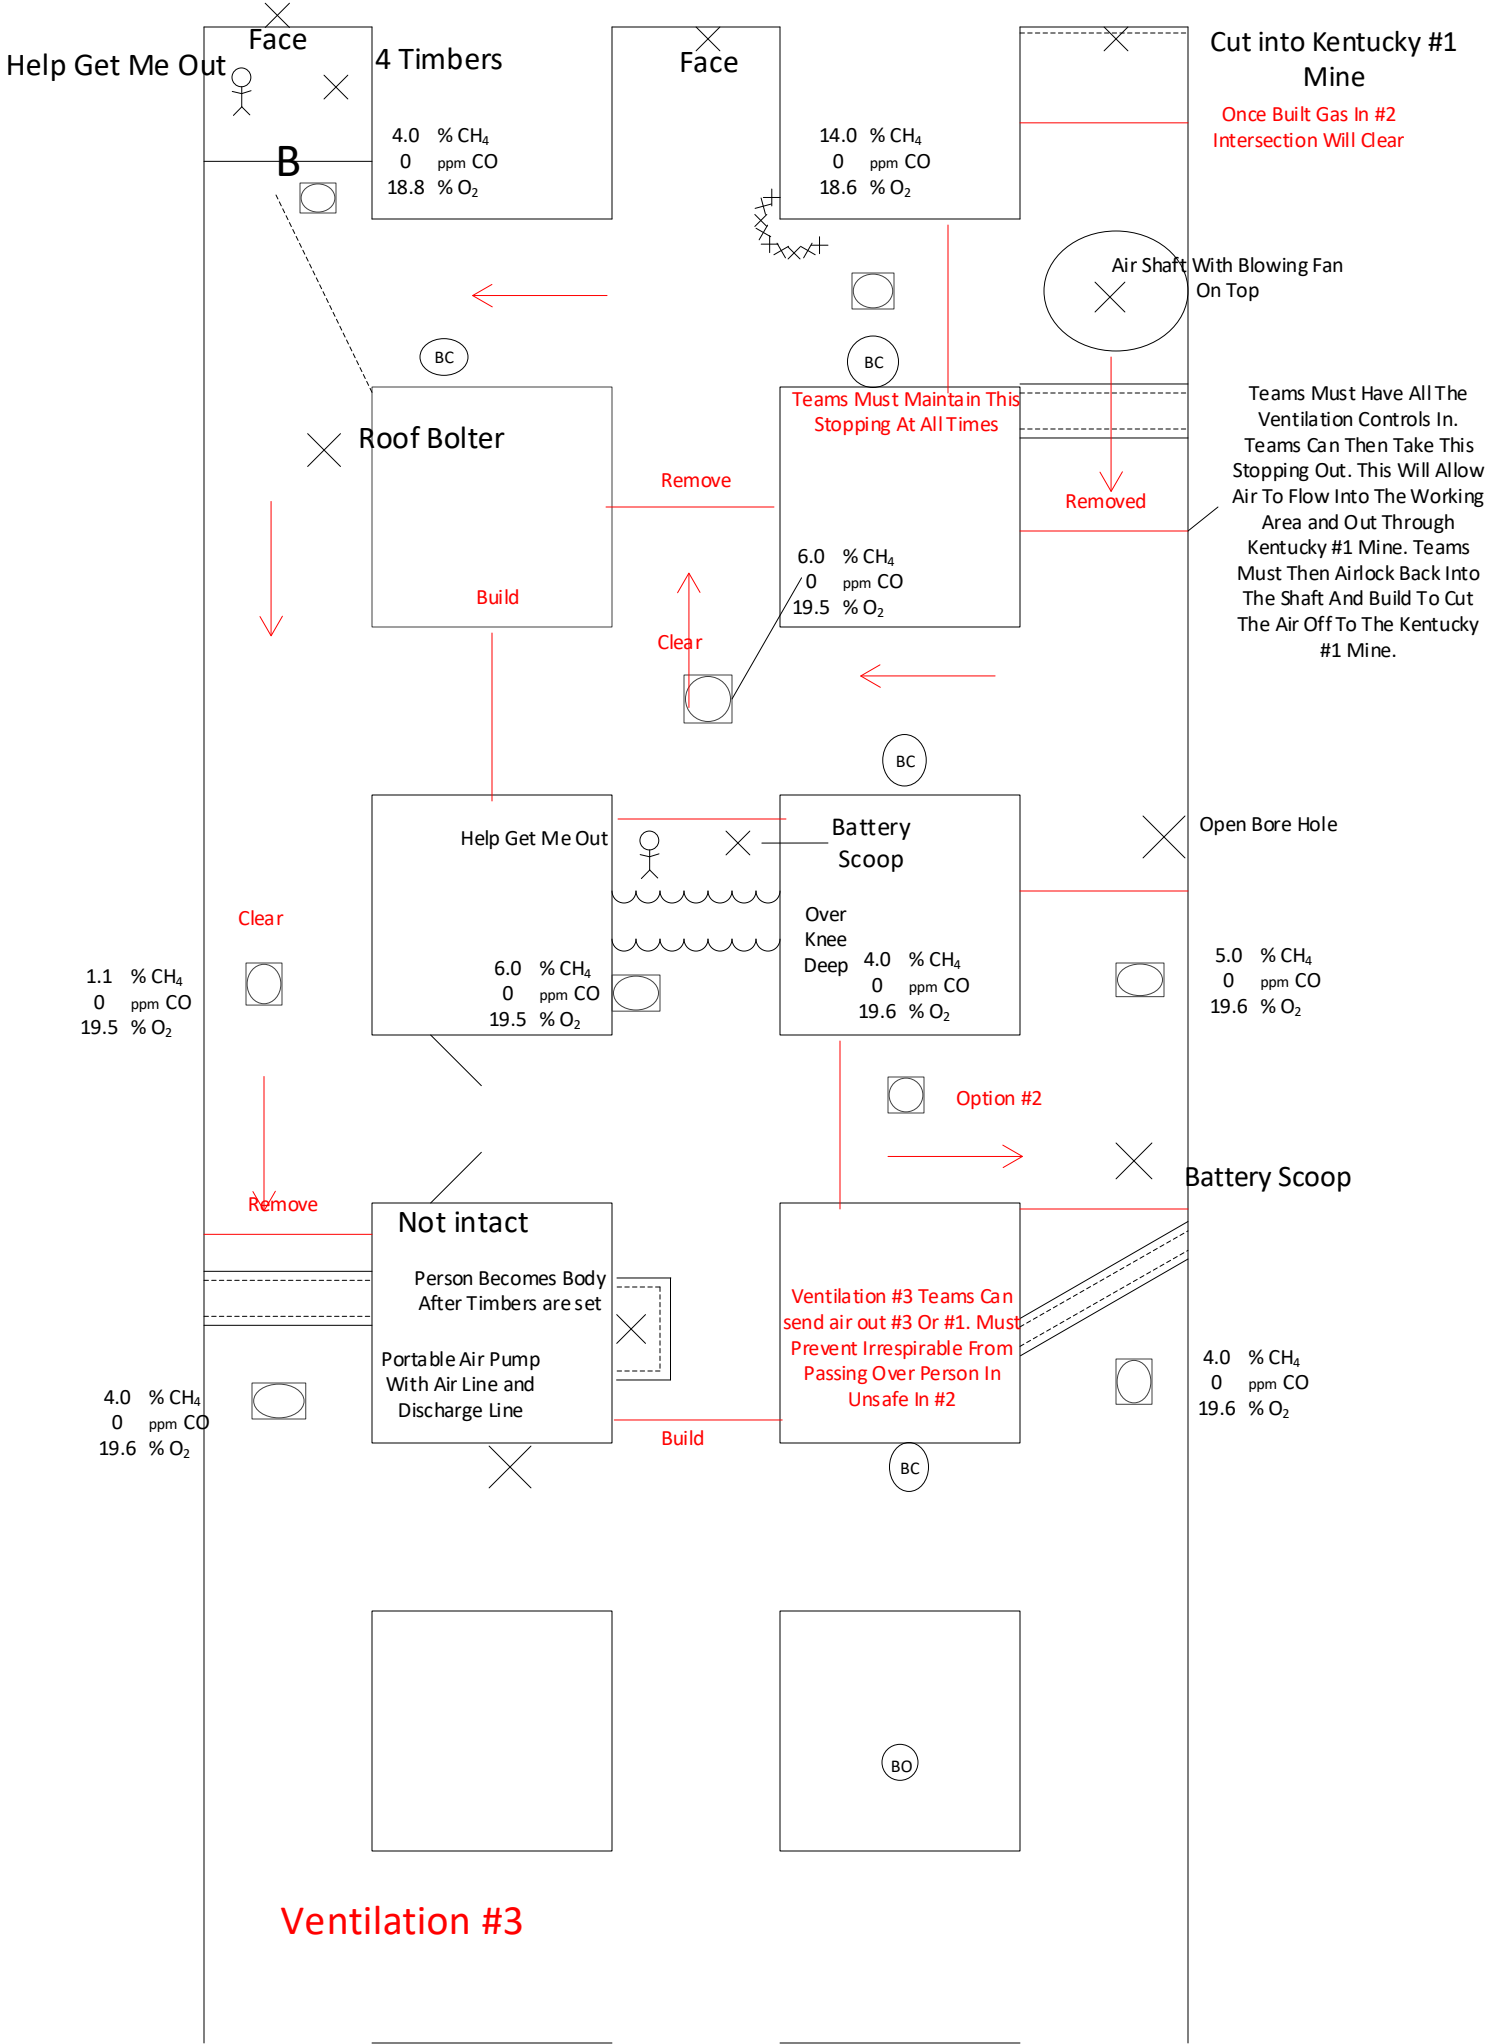 Face
Help Get Me Out
4 Timbers
Face
Cut into Kentucky #1
Mine
Once Built Gas In #2
Intersection Will Clear
4.0 % CH₄
0 ppm CO
18.8 % O₂
14.0 % CH₄
0 ppm CO
18.6 % O₂
B
Air Shaft With Blowing Fan
On Top
BC
BC
Teams Must Maintain This
Stopping At All Times
Teams Must Have All The
Ventilation Controls In.
Teams Can Then Take This
Stopping Out. This Will Allow
Air To Flow Into The Working
Area and Out Through
Kentucky #1 Mine. Teams
Must Then Airlock Back Into
The Shaft And Build To Cut
The Air Off To The Kentucky
#1 Mine.
Roof Bolter
Remove
Removed
6.0 % CH₄
0 ppm CO
19.5 % O₂
Build
Clear
BC
Help Get Me Out
Battery
Scoop
Open Bore Hole
Clear
Over
Knee
Deep
1.1 % CH₄
0 ppm CO
19.5 % O₂
6.0 % CH₄
0 ppm CO
19.5 % O₂
4.0 % CH₄
0 ppm CO
19.6 % O₂
5.0 % CH₄
0 ppm CO
19.6 % O₂
Option #2
Battery Scoop
Remove
Not intact
Person Becomes Body
After Timbers are set
Portable Air Pump
With Air Line and
Discharge Line
Ventilation #3 Teams Can
send air out #3 Or #1. Must
Prevent Irrespirable From
Passing Over Person In
Unsafe In #2
4.0 % CH₄
0 ppm CO
19.6 % O₂
4.0 % CH₄
0 ppm CO
19.6 % O₂
Build
BC
BO
Ventilation #3